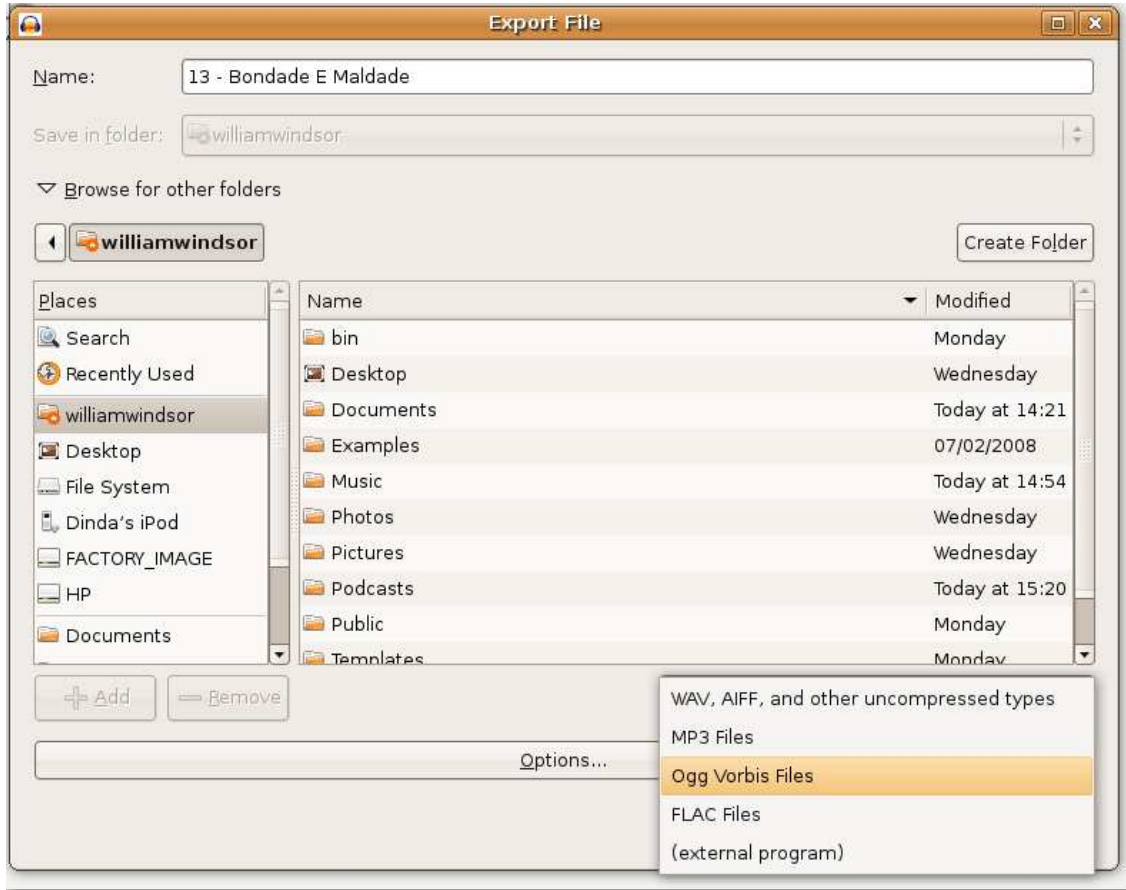 Export File
Name: 13 - Bondade E Maldade
Save in folder: williamwindsor
Browse for other folders
williamwindsor Create Folder
Places
Search
Recently Used
williamwindsor
Desktop
File System
Dinda's iPod
FACTORY_IMAGE
HP
Documents
Name Modified
bin Monday
Desktop Wednesday
Documents Today at 14:21
Examples 07/02/2008
Music Today at 14:54
Photos Wednesday
Pictures Wednesday
Podcasts Today at 15:20
Public Monday
Templates Monday
Add Remove
Options...
WAV, AIFF, and other uncompressed types
MP3 Files
Ogg Vorbis Files
FLAC Files
(external program)